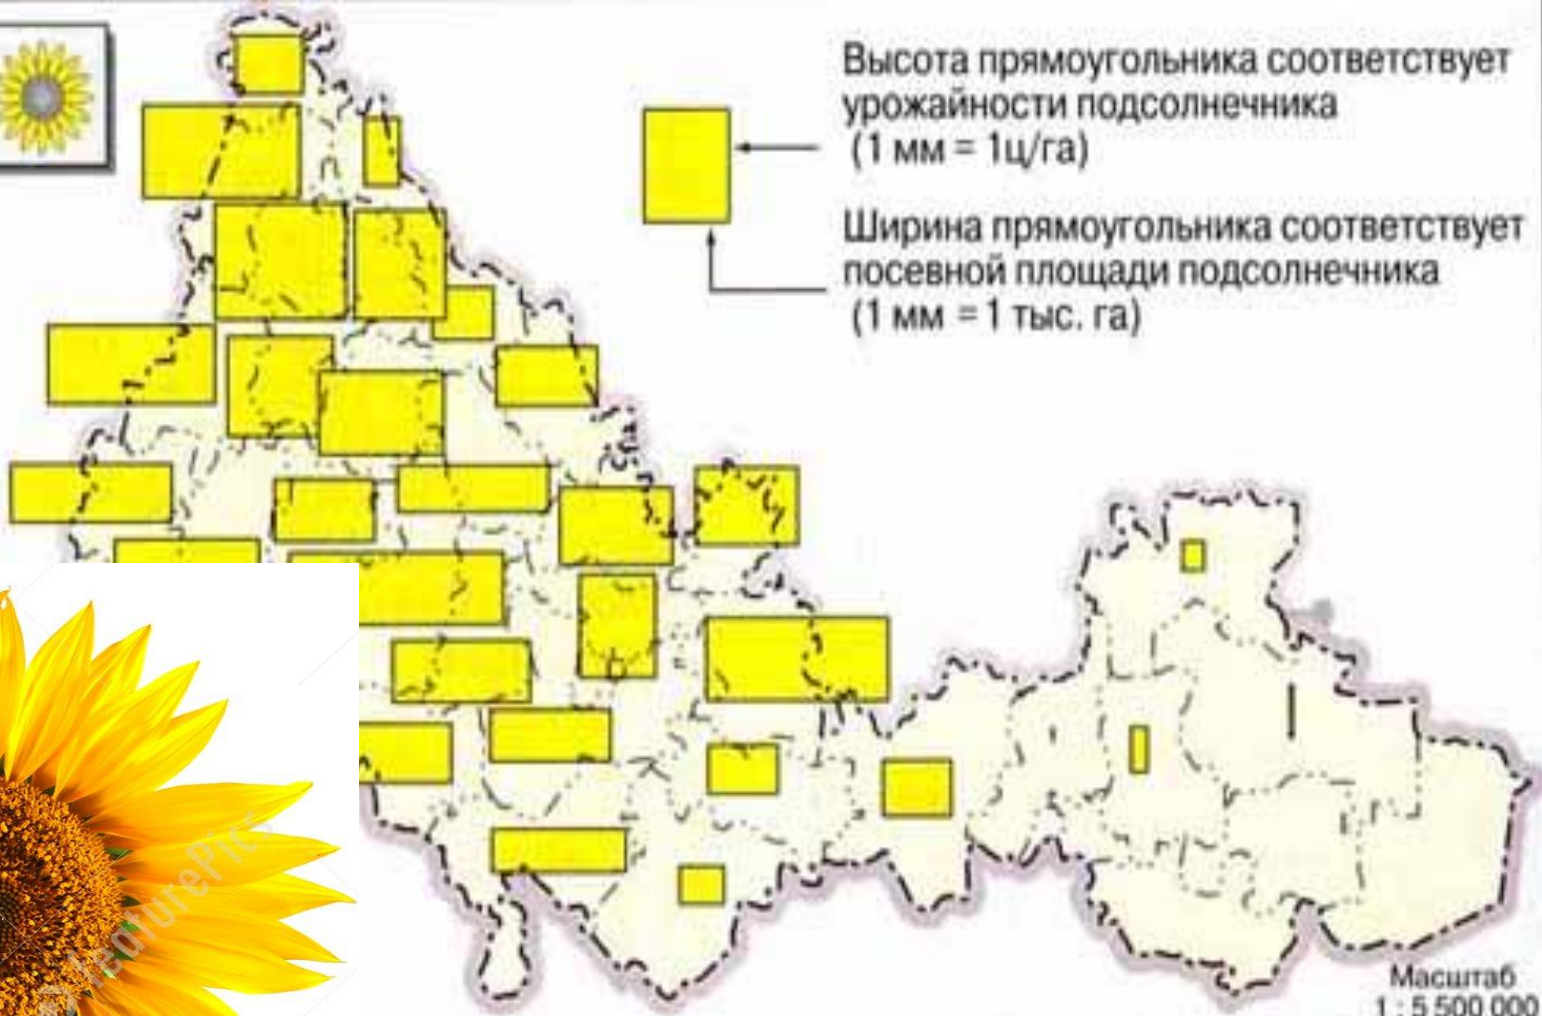 Высота прямоугольника соответствует
урожайности подсолнечника
(1 мм = 1ц/га)
Ширина прямоугольника соответствует
посевной площади подсолнечника
(1 мм = 1 тыс. га)
Масштаб
1 : 5 500 000
featurePics